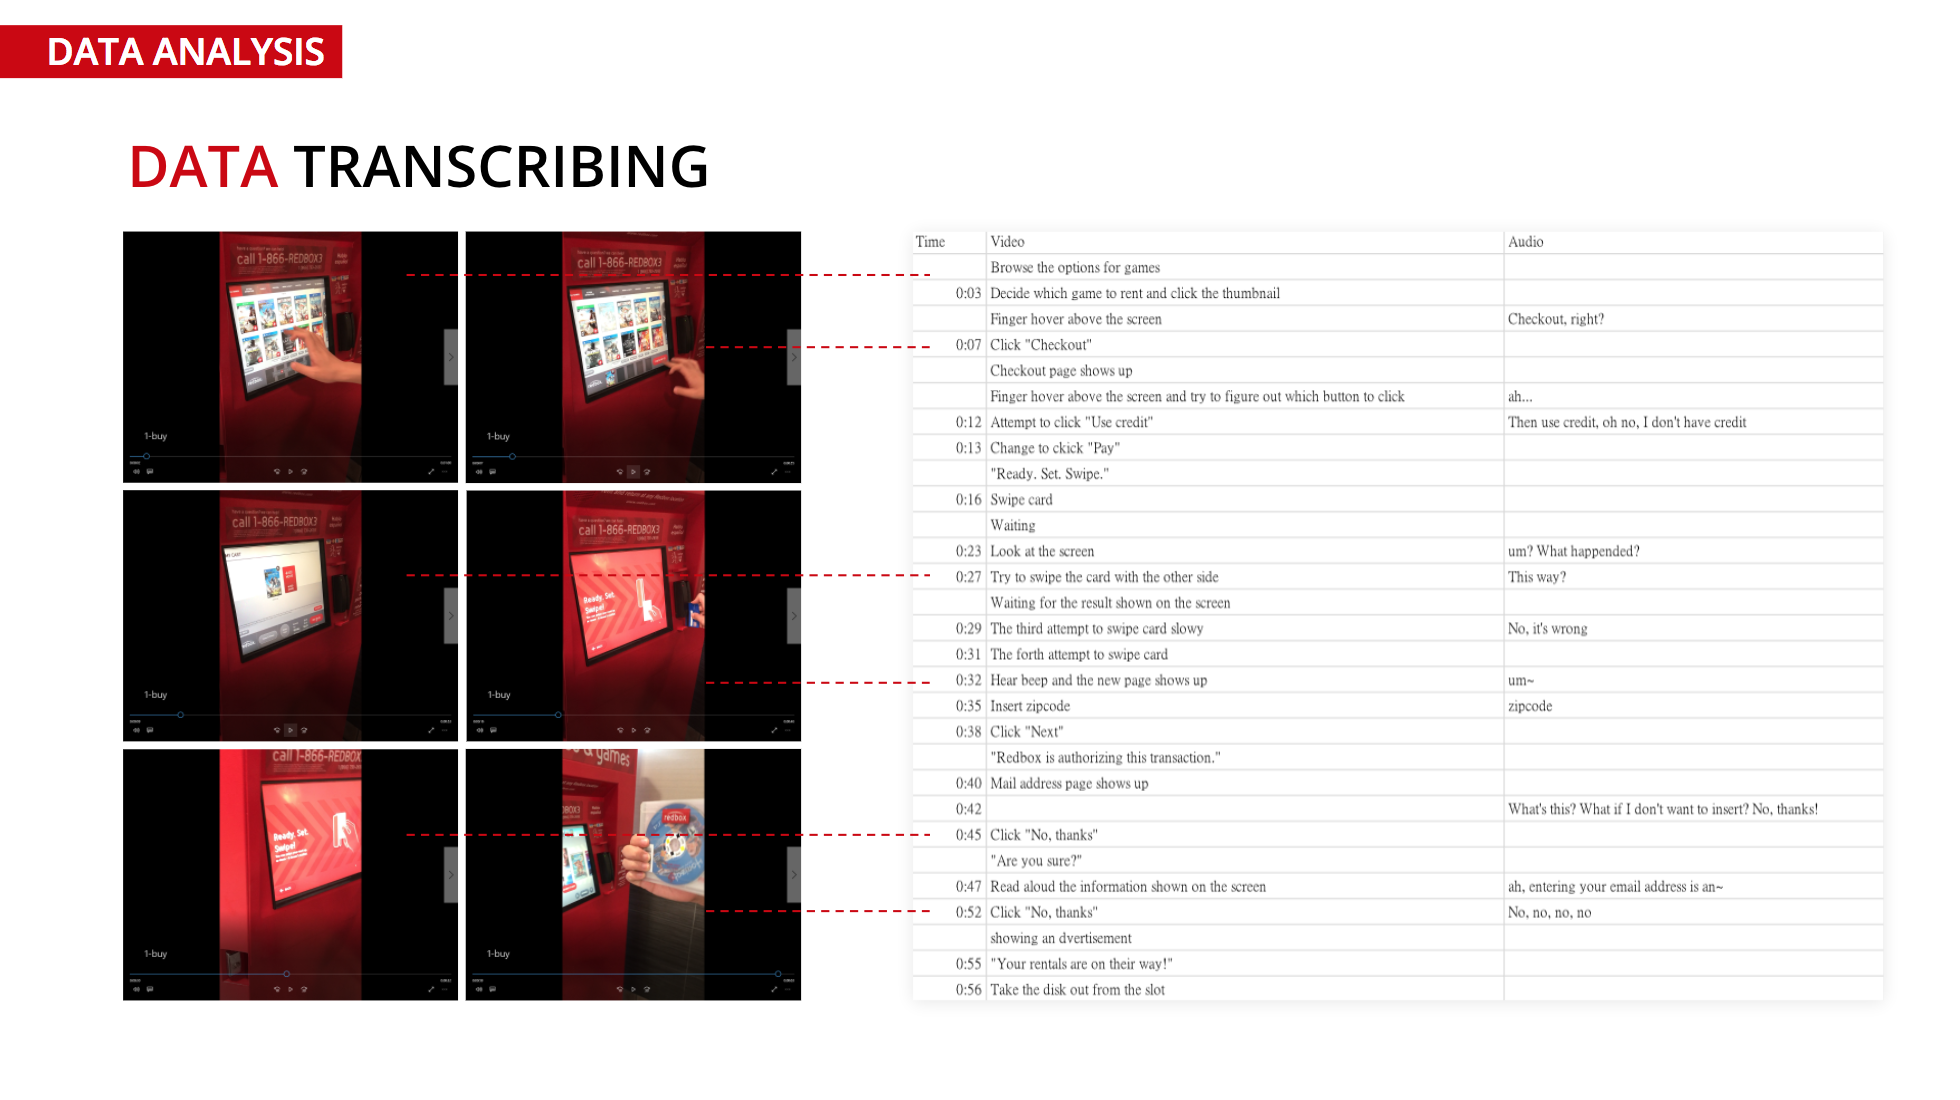 DATA ANALYSIS
DATA TRANSCRIBING
call 1-866-REDBOX3
1-buy
call 1-866-REDBOX3
1-buy
call 1-866-REDBOX3
MY CART
1-buy
call 1-866-REDBOX3
Ready. Set.
Swipe!
1-buy
call 1-866-REDBOX
Ready. Set.
Swipe!
1-buy
& games
redbox
1-buy
Time Video Audio
Browse the options for games
0:03 Decide which game to rent and click the thumbnail
Finger hover above the screen Checkout, right?
0:07 Click "Checkout"
Checkout page shows up
Finger hover above the screen and try to figure out which button to click ah...
0:12 Attempt to click "Use credit" Then use credit, oh no, I don't have credit
0:13 Change to ckick "Pay"
"Ready. Set. Swipe."
0:16 Swipe card
Waiting
0:23 Look at the screen um? What happended?
0:27 Try to swipe the card with the other side This way?
Waiting for the result shown on the screen
0:29 The third attempt to swipe card slowy No, it's wrong
0:31 The forth attempt to swipe card
0:32 Hear beep and the new page shows up um~
0:35 Insert zipcode zipcode
0:38 Click "Next"
"Redbox is authorizing this transaction."
0:40 Mail address page shows up
0:42 What's this? What if I don't want to insert? No, thanks!
0:45 Click "No, thanks"
"Are you sure?"
0:47 Read aloud the information shown on the screen ah, entering your email address is an~
0:52 Click "No, thanks" No, no, no, no
showing an dvertisement
0:55 "Your rentals are on their way!"
0:56 Take the disk out from the slot